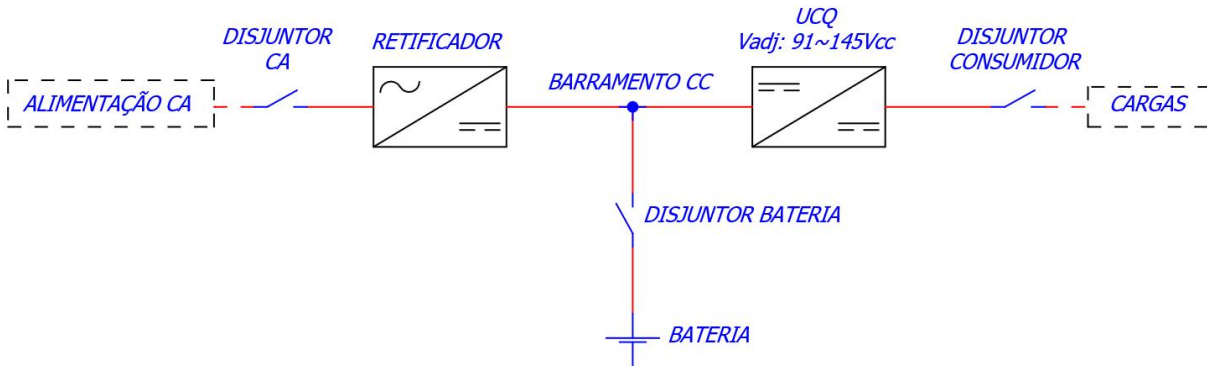 ALIMENTAÇÃO CA
DISJUNTOR
CA
RETIFICADOR
BARRAMENTO CC
UCQ
Vadj: 91~145Vcc
DISJUNTOR
CONSUMIDOR
CARGAS
DISJUNTOR BATERIA
BATERIA